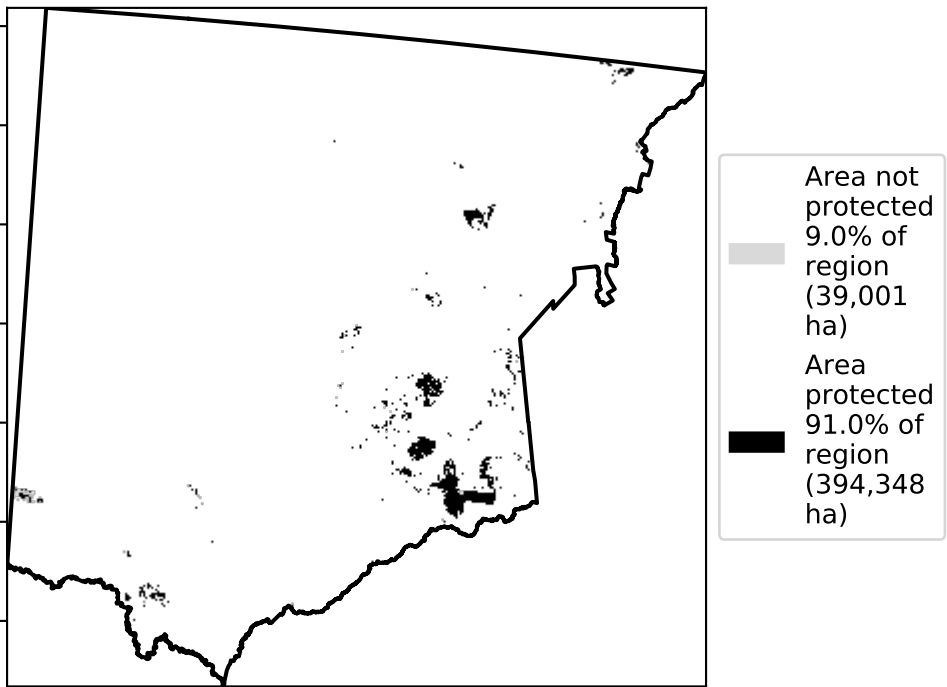 Area not
protected
9.0% of
region
(39,001
ha)
Area
protected
91.0% of
region
(394,348
ha)